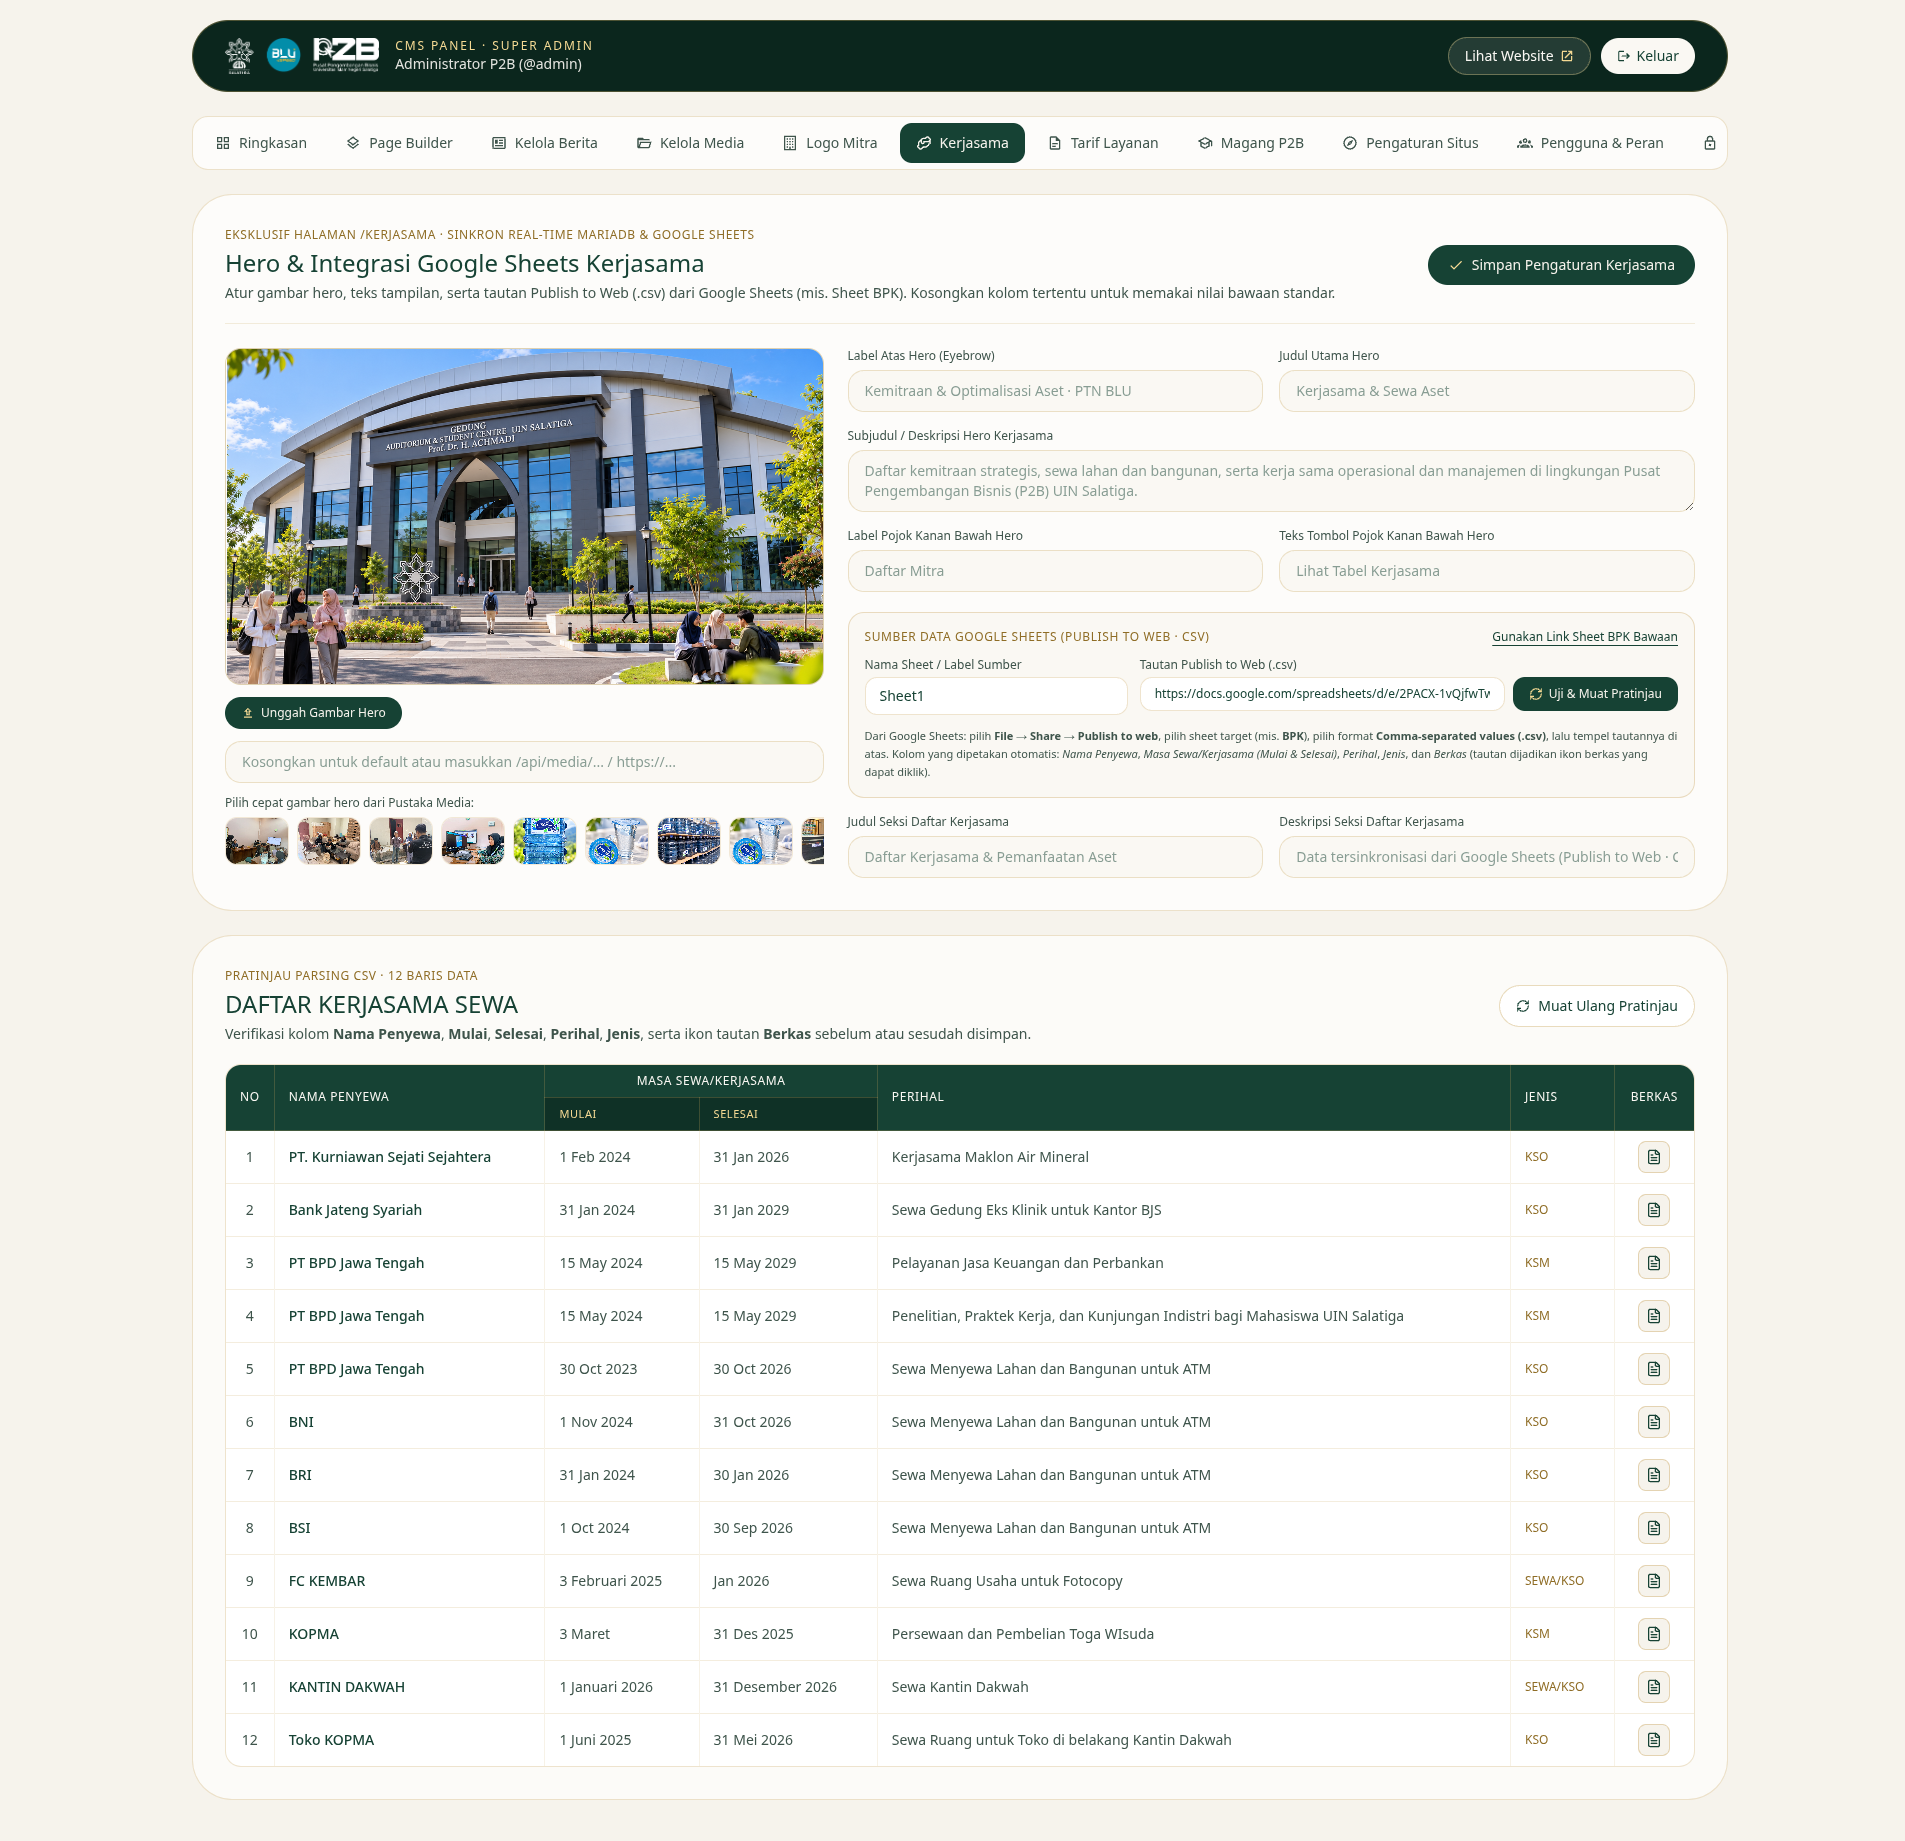 SALATIGA
BLU
P2B
CMS PANEL · SUPER ADMIN
Administrator P2B (@admin)
Lihat Website
Keluar
Ringkasan
Page Builder
Kelola Berita
Kelola Media
Logo Mitra
Kerjasama
Tarif Layanan
Magang P2B
Pengaturan Situs
Pengguna & Peran
EKSKLUSIF HALAMAN /KERJASAMA · SINKRON REAL-TIME MARIADB & GOOGLE SHEETS
Hero & Integrasi Google Sheets Kerjasama
Atur gambar hero, teks tampilan, serta tautan Publish to Web (.csv) dari Google Sheets (mis. Sheet BPK). Kosongkan kolom tertentu untuk memakai nilai bawaan standar.
Simpan Pengaturan Kerjasama
GEDUNG
AUDITORIUM & STUDENT CENTRE UIN SALATIGA
Prof. Dr. H. ACHMADI
Unggah Gambar Hero
Kosongkan untuk default atau masukkan /api/media/... / https://...
Pilih cepat gambar hero dari Pustaka Media:
Label Atas Hero (Eyebrow)
Judul Utama Hero
Kemitraan & Optimalisasi Aset · PTN BLU
Kerjasama & Sewa Aset
Subjudul / Deskripsi Hero Kerjasama
Daftar kemitraan strategis, sewa lahan dan bangunan, serta kerja sama operasional dan manajemen di lingkungan Pusat
Pengembangan Bisnis (P2B) UIN Salatiga.
Label Pojok Kanan Bawah Hero
Teks Tombol Pojok Kanan Bawah Hero
Daftar Mitra
Lihat Tabel Kerjasama
SUMBER DATA GOOGLE SHEETS (PUBLISH TO WEB · CSV)
Gunakan Link Sheet BPK Bawaan
Nama Sheet / Label Sumber
Tautan Publish to Web (.csv)
Sheet1
https://docs.google.com/spreadsheets/d/e/2PACX-1vQjfwTw
Uji & Muat Pratinjau
Dari Google Sheets: pilih File → Share → Publish to web, pilih sheet target (mis. BPK), pilih format Comma-separated values (.csv), lalu tempel tautannya di
atas. Kolom yang dipetakan otomatis: Nama Penyewa, Masa Sewa/Kerjasama (Mulai & Selesai), Perihal, Jenis, dan Berkas (tautan dijadikan ikon berkas yang
dapat diklik).
Judul Seksi Daftar Kerjasama
Deskripsi Seksi Daftar Kerjasama
Daftar Kerjasama & Pemanfaatan Aset
Data tersinkronisasi dari Google Sheets (Publish to Web · C
PRATINJAU PARSING CSV · 12 BARIS DATA
DAFTAR KERJASAMA SEWA
Verifikasi kolom Nama Penyewa, Mulai, Selesai, Perihal, Jenis, serta ikon tautan Berkas sebelum atau sesudah disimpan.
Muat Ulang Pratinjau
NO NAMA PENYEWA MASA SEWA/KERJASAMA PERIHAL JENIS BERKAS
MULAI SELESAI
1 PT. Kurniawan Sejati Sejahtera 1 Feb 2024 31 Jan 2026 Kerjasama Maklon Air Mineral KSO
2 Bank Jateng Syariah 31 Jan 2024 31 Jan 2029 Sewa Gedung Eks Klinik untuk Kantor BJS KSO
3 PT BPD Jawa Tengah 15 May 2024 15 May 2029 Pelayanan Jasa Keuangan dan Perbankan KSM
4 PT BPD Jawa Tengah 15 May 2024 15 May 2029 Penelitian, Praktek Kerja, dan Kunjungan Indistri bagi Mahasiswa UIN Salatiga KSM
5 PT BPD Jawa Tengah 30 Oct 2023 30 Oct 2026 Sewa Menyewa Lahan dan Bangunan untuk ATM KSO
6 BNI 1 Nov 2024 31 Oct 2026 Sewa Menyewa Lahan dan Bangunan untuk ATM KSO
7 BRI 31 Jan 2024 30 Jan 2026 Sewa Menyewa Lahan dan Bangunan untuk ATM KSO
8 BSI 1 Oct 2024 30 Sep 2026 Sewa Menyewa Lahan dan Bangunan untuk ATM KSO
9 FC KEMBAR 3 Februari 2025 Jan 2026 Sewa Ruang Usaha untuk Fotocopy SEWA/KSO
10 KOPMA 3 Maret 31 Des 2025 Persewaan dan Pembelian Toga WIsuda KSM
11 KANTIN DAKWAH 1 Januari 2026 31 Desember 2026 Sewa Kantin Dakwah SEWA/KSO
12 Toko KOPMA 1 Juni 2025 31 Mei 2026 Sewa Ruang untuk Toko di belakang Kantin Dakwah KSO